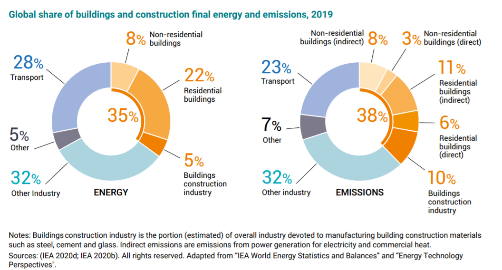 Global share of buildings and construction final energy and emissions, 2019
8% Non-residential
buildings
28%
Transport
22%
Residential
buildings
35%
5%
Other
5%
Buildings
construction
industry
32%
Other Industry
ENERGY
Non-residential
buildings (indirect) 8%
3% Non-residential
buildings (direct)
23%
Transport
11%
Residential
buildings
(indirect)
38%
7%
Other
6%
Residential
buildings
(direct)
32%
Other industry
10%
Buildings
construction
industry
EMISSIONS
Notes: Buildings construction industry is the portion (estimated) of overall industry devoted to manufacturing building construction materials
such as steel, cement and glass. Indirect emissions are emissions from power generation for electricity and commercial heat.
Sources: (IEA 2020d; IEA 2020b). All rights reserved. Adapted from "IEA World Energy Statistics and Balances" and "Energy Technology
Perspectives".